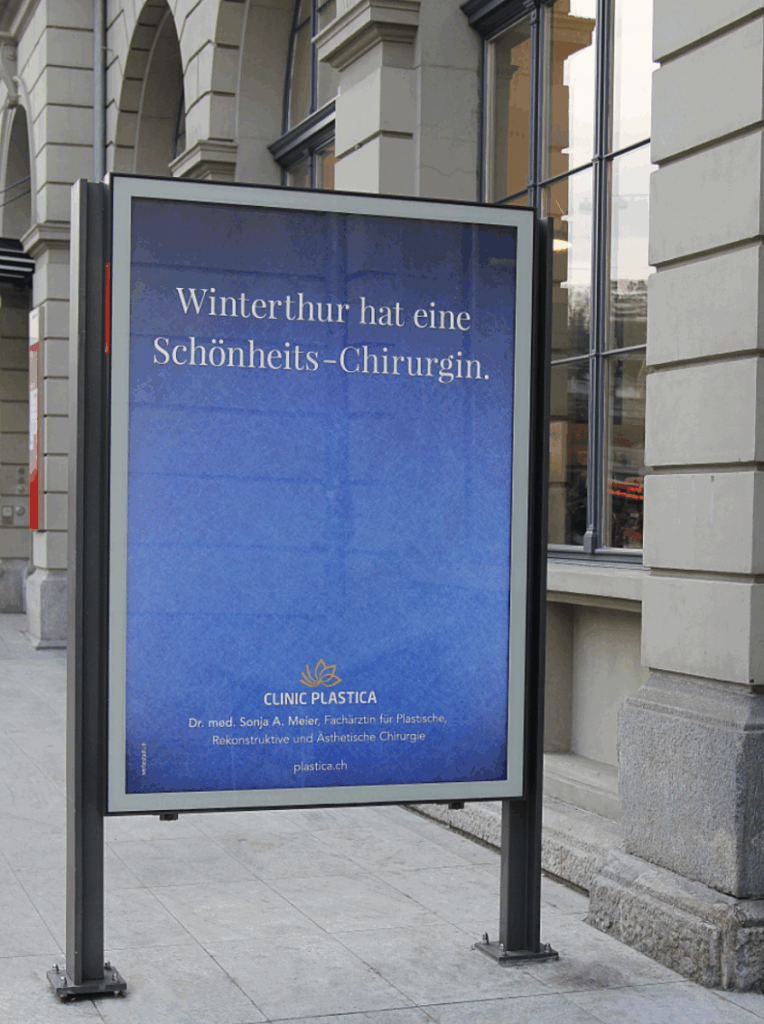 Winterthur hat eine
Schönheits-Chirurgin.
CLINIC PLASTICA
Dr. med. Sonja A. Meier, Fachärztin für Plastische,
Rekonstruktive und Ästhetische Chirurgie
plastica.ch